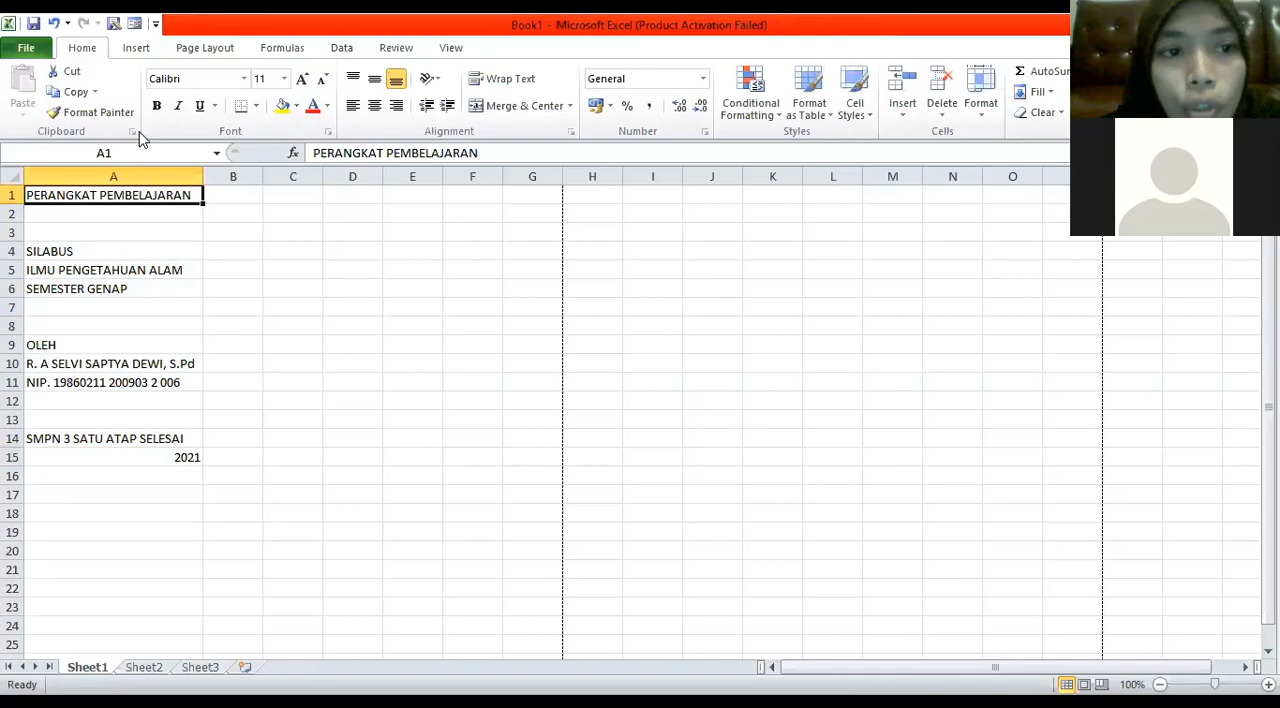 Book1 - Microsoft Excel (Product Activation Failed)
File Home Insert Page Layout Formulas Data Review View
Paste
Cut
Copy
Format Painter
Clipboard
Calibri 11
B I U A
Font
Wrap Text
Merge & Center
Alignment
General
%
Number
Conditional Formatting
Format as Table
Cell Styles
Styles
Insert Delete Format
Cells
Σ AutoSu
Fill
Clear
A1 fx PERANGKAT PEMBELAJARAN
A B C D E F G H I J K L M N O
1 PERANGKAT PEMBELAJARAN
2
3
4 SILABUS
5 ILMU PENGETAHUAN ALAM
6 SEMESTER GENAP
7
8
9 OLEH
10 R. A SELVI SAPTYA DEWI, S.Pd
11 NIP. 19860211 200903 2 006
12
13
14 SMPN 3 SATU ATAP SELESAI
15 2021
16
17
18
19
20
21
22
23
24
25
Sheet1 Sheet2 Sheet3
Ready 100%